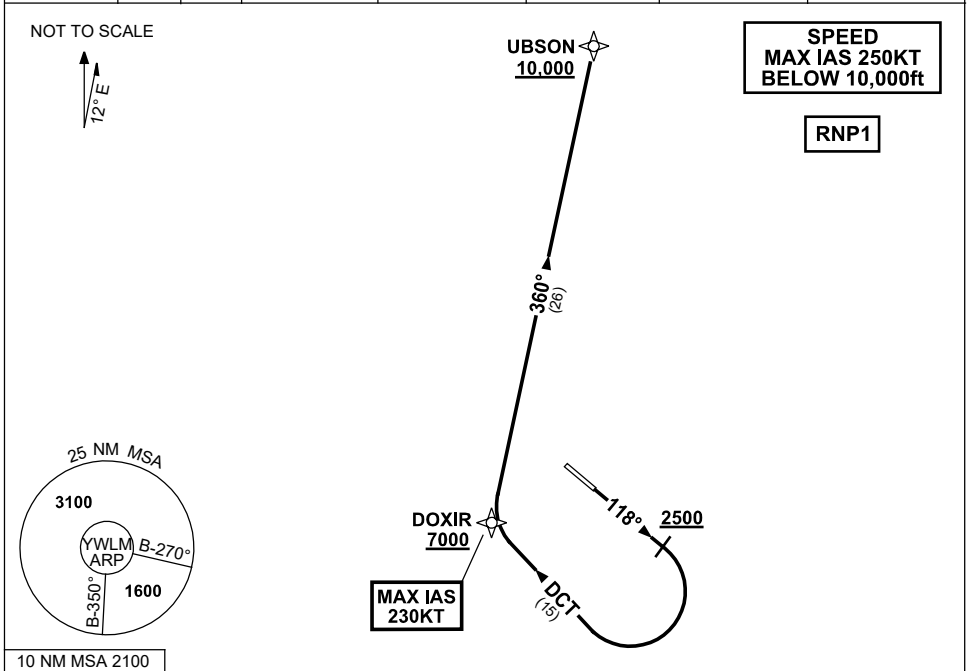 NOT TO SCALE
12° E
UBSON
10,000
SPEED
MAX IAS 250KT
BELOW 10,000ft
RNP1
360°
(26)
25 NM MSA
3100
YWLM
ARP
B-270°
B-350°
1600
10 NM MSA 2100
DOXIR
7000
MAX IAS
230KT
118°
2500
DCT
(15)